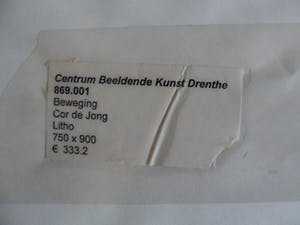 Centrum Beeldende Kunst Drenthe
869.001
Beweging
Cor de Jong
Litho
750 x 900
€ 333.2